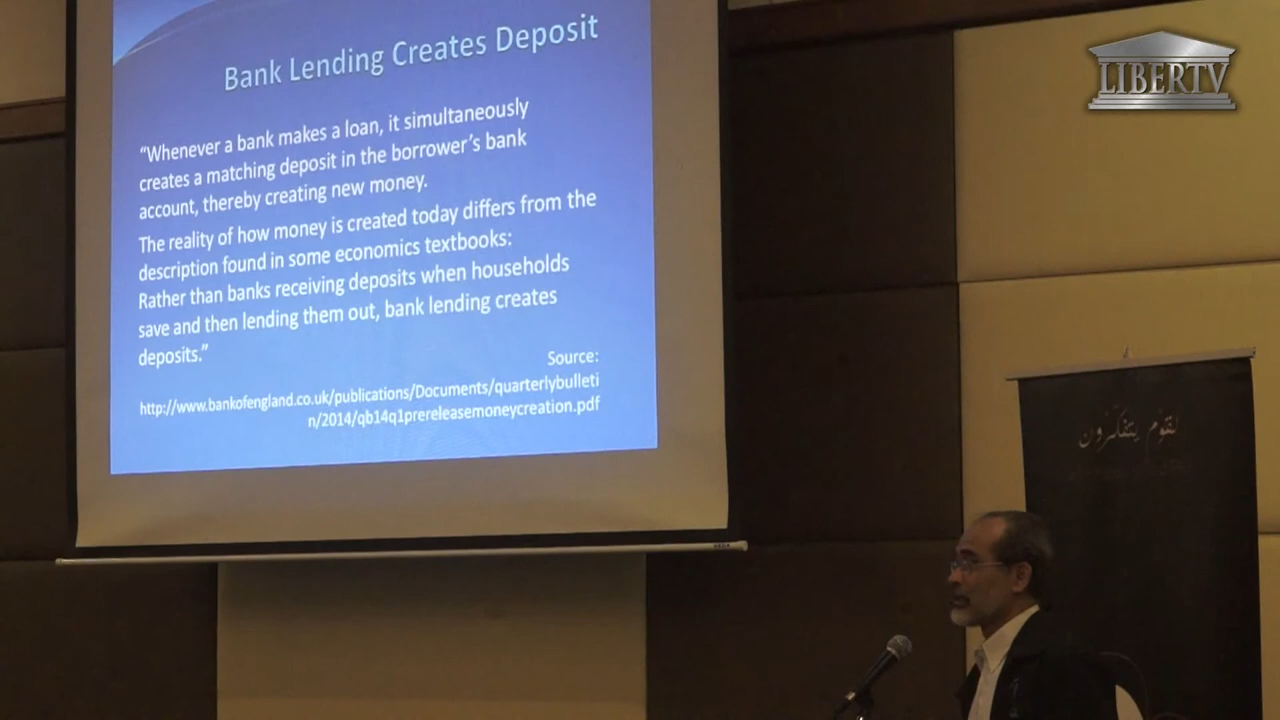 Bank Lending Creates Deposit
“Whenever a bank makes a loan, it simultaneously
creates a matching deposit in the borrower’s bank
account, thereby creating new money.
The reality of how money is created today differs from the
description found in some economics textbooks:
Rather than banks receiving deposits when households
save and then lending them out, bank lending creates
deposits.”
Source:
http://www.bankofengland.co.uk/publications/Documents/quarterlybulleti
n/2014/qb14q1prereleasemoneycreation.pdf
LIBERTV
لقوم يتفكرون